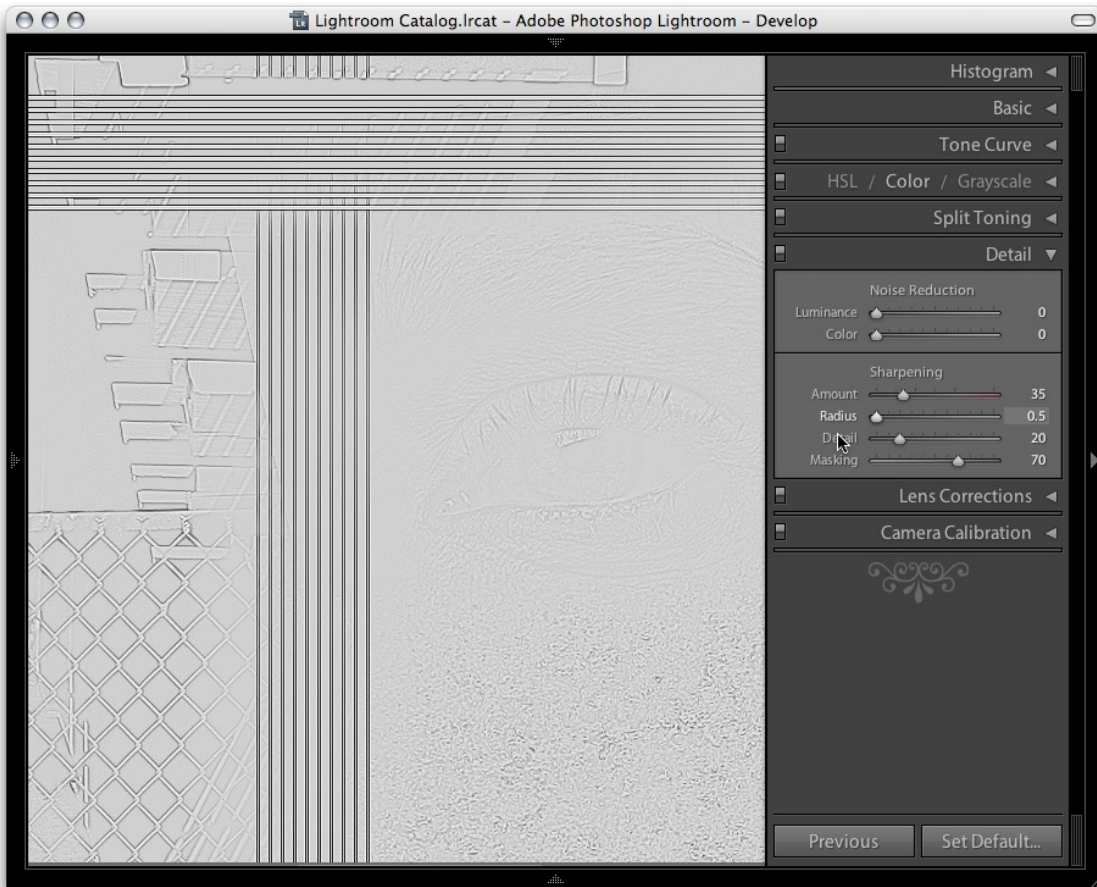 LR Lightroom Catalog.lrcat – Adobe Photoshop Lightroom – Develop
Histogram
Basic
Tone Curve
HSL / Color / Grayscale
Split Toning
Detail
Noise Reduction
Luminance 0
Color 0
Sharpening
Amount 35
Radius 0.5
Detail 20
Masking 70
Lens Corrections
Camera Calibration
Previous Set Default...